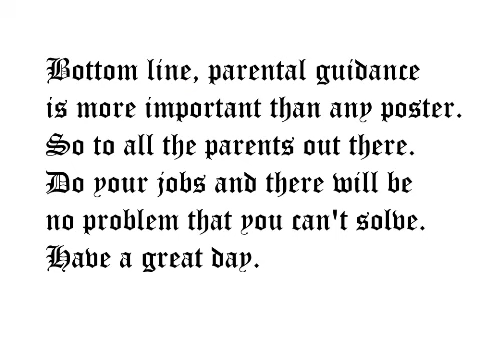 Bottom line, parental guidance
is more important than any poster.
So to all the parents out there.
Do your jobs and there will be
no problem that you can't solve.
Have a great day.